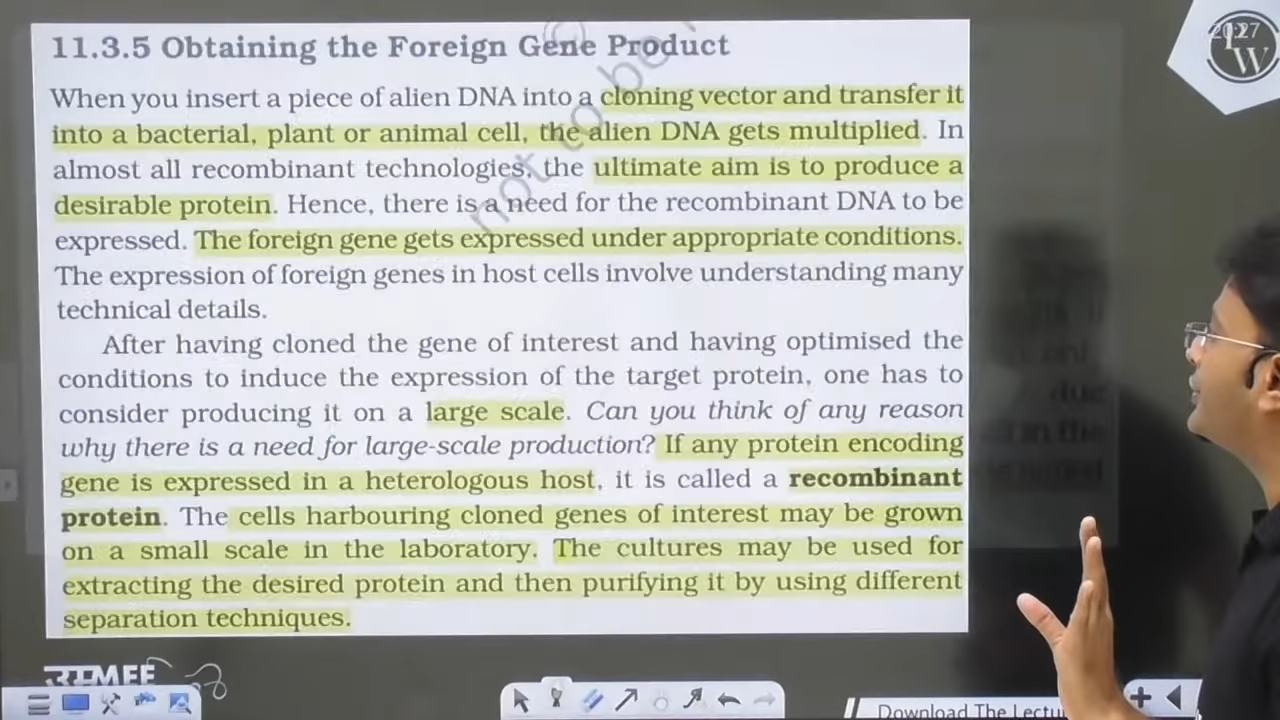 11.3.5 Obtaining the Foreign Gene Product
When you insert a piece of alien DNA into a cloning vector and transfer it
into a bacterial, plant or animal cell, the alien DNA gets multiplied. In
almost all recombinant technologies, the ultimate aim is to produce a
desirable protein. Hence, there is a need for the recombinant DNA to be
expressed. The foreign gene gets expressed under appropriate conditions.
The expression of foreign genes in host cells involve understanding many
technical details.
After having cloned the gene of interest and having optimised the
conditions to induce the expression of the target protein, one has to
consider producing it on a large scale. Can you think of any reason
why there is a need for large-scale production? If any protein encoding
gene is expressed in a heterologous host, it is called a recombinant
protein. The cells harbouring cloned genes of interest may be grown
on a small scale in the laboratory. The cultures may be used for
extracting the desired protein and then purifying it by using different
separation techniques.
©
not to be
20:27
W
Download The Lectu